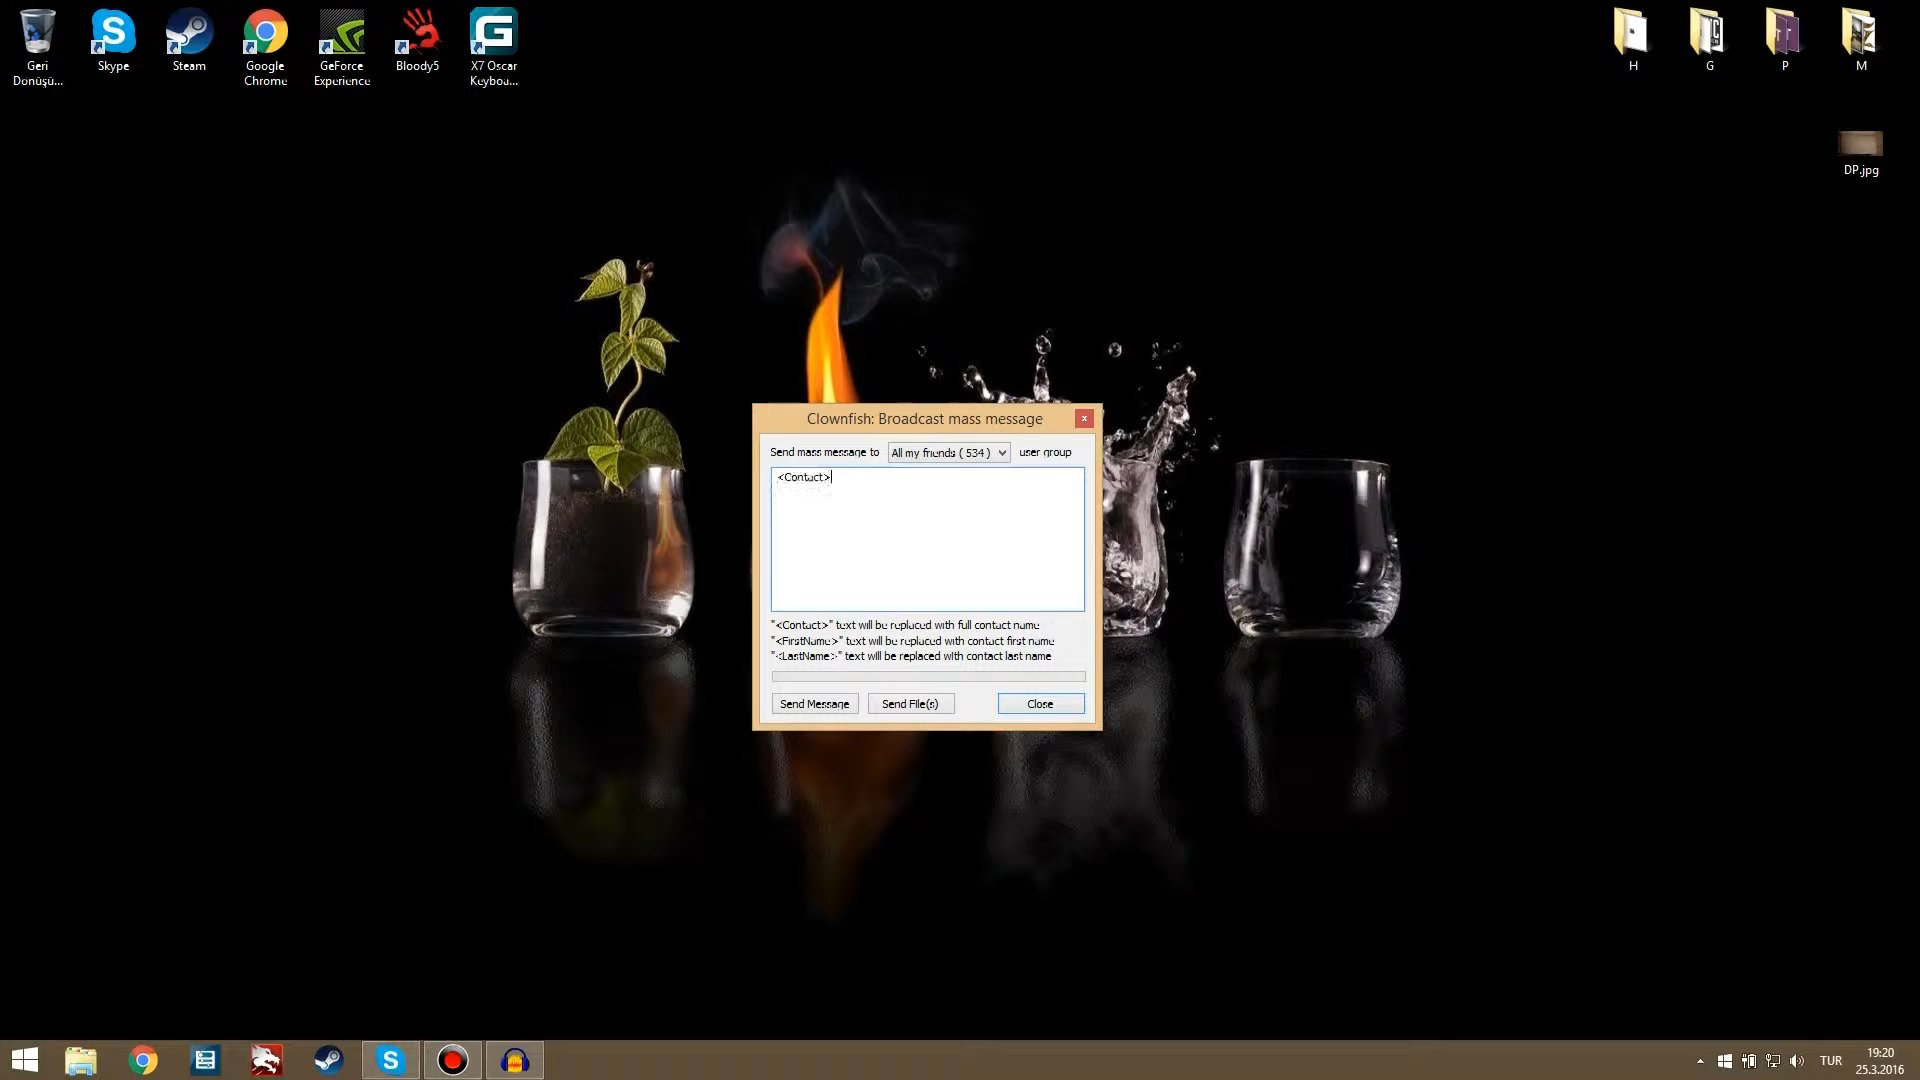 Geri
Donüşü...
Skype
Steam
Google
Chrome
GeForce
Experience
Bloody5
X7 Oscar
Keyboa...
H
G
P
M
DP.jpg
Clownfish: Broadcast mass message
x
Send mass message to
All my friends ( 534 )
user group
<Contact>
"<Contact>" text will be replaced with full contact name
"<FirstName>" text will be replaced with contact first name
"<LastName>" text will be replaced with contact last name
Send Message
Send File(s)
Close
TUR
19:20
25.3.2016